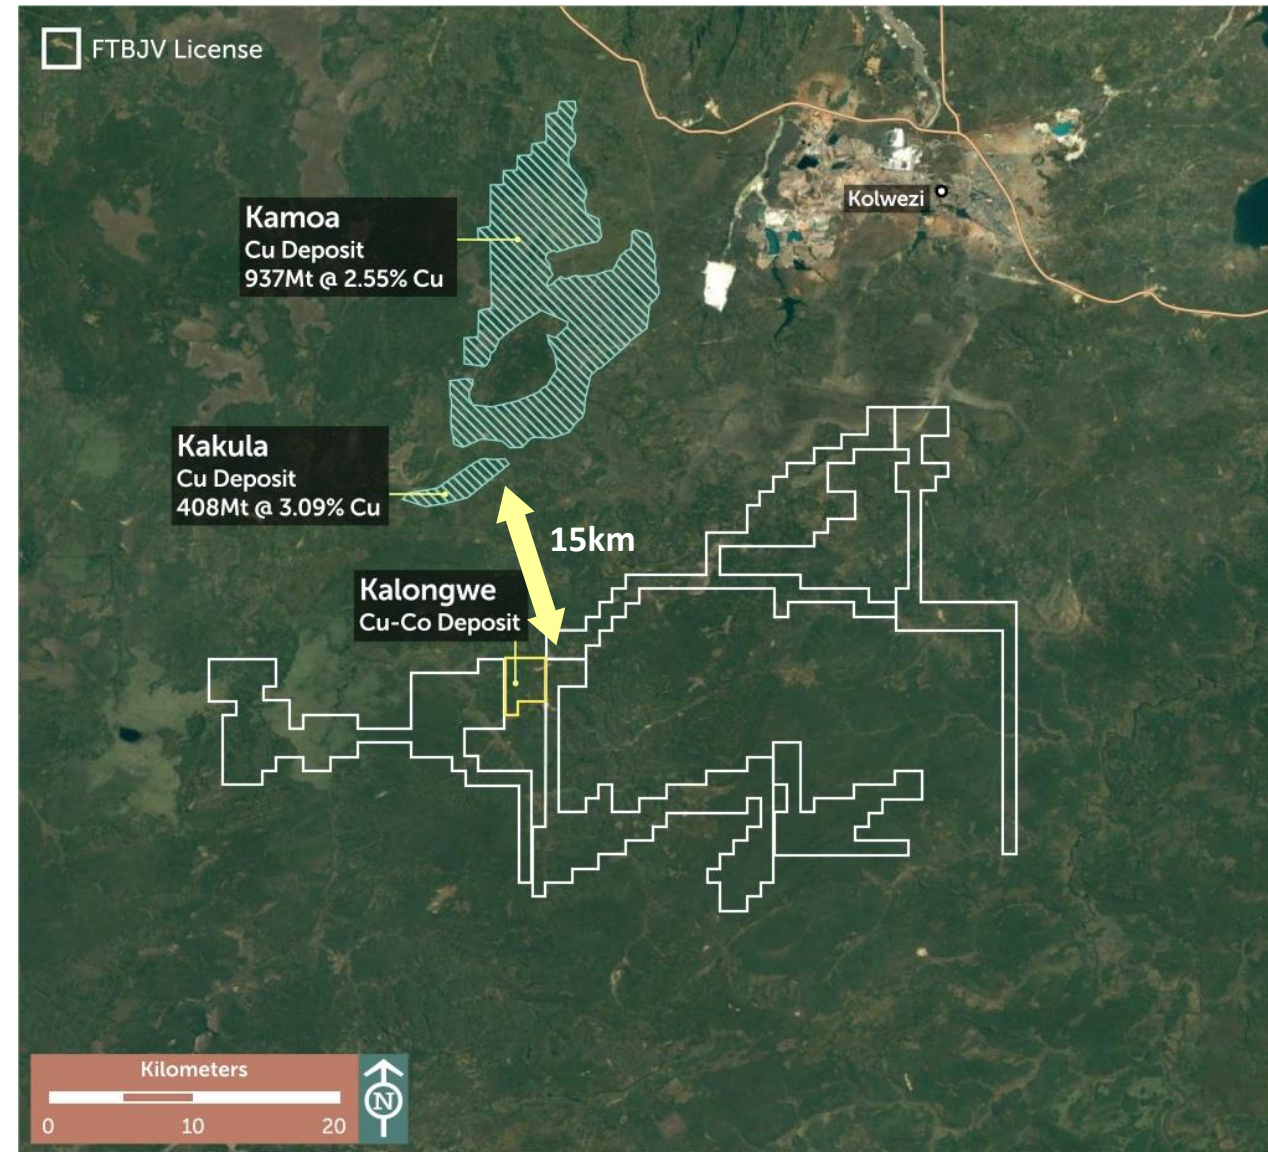 FTBJV License
Kamoa
Cu Deposit
937Mt @ 2.55% Cu
Kolwezi
Kakula
Cu Deposit
408Mt @ 3.09% Cu
15km
Kalongwe
Cu-Co Deposit
Kilometers
0 10 20
N